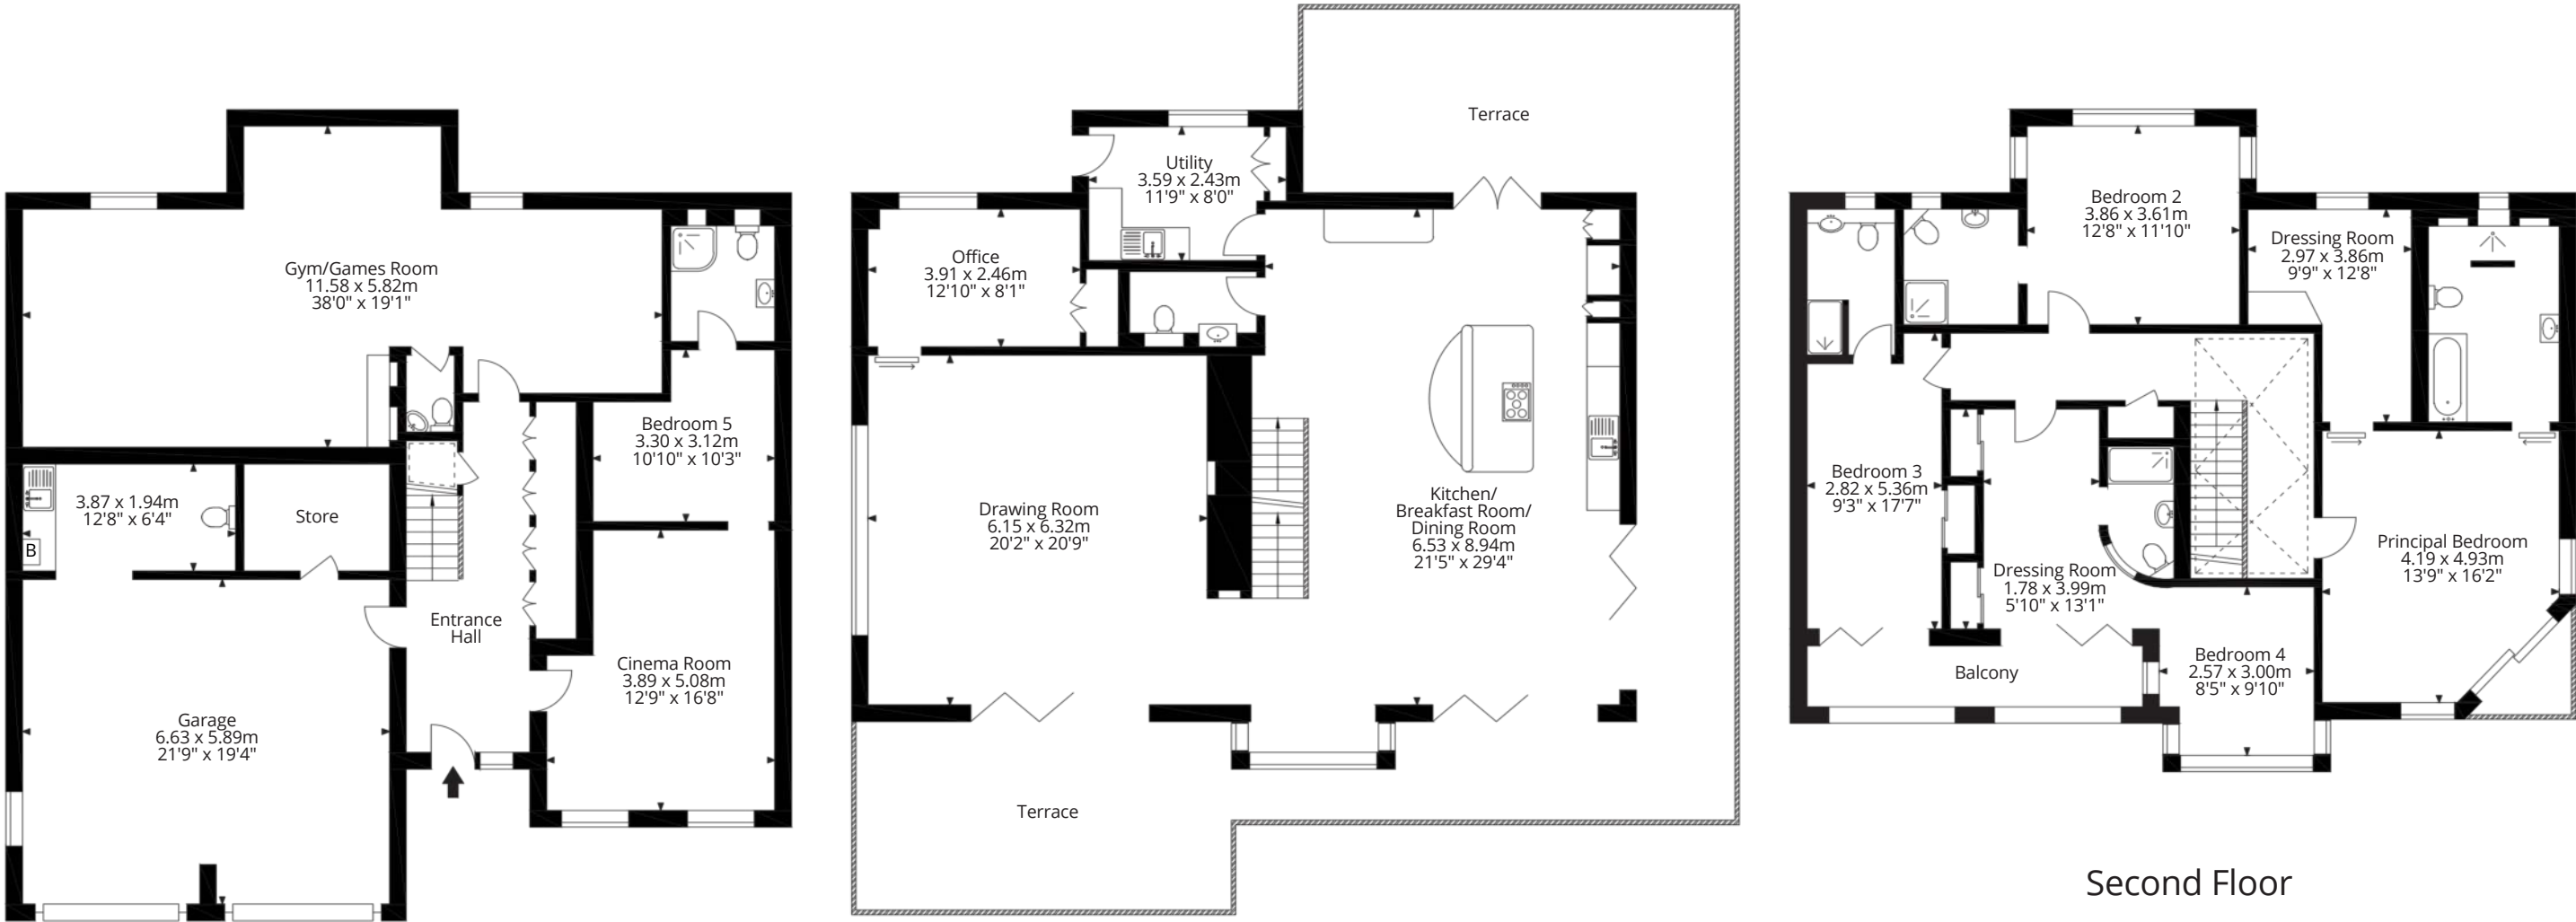 Gym/Games Room
11.58 x 5.82m
38'0" x 19'1"
3.87 x 1.94m
12'8" x 6'4"
B
Store
Bedroom 5
3.30 x 3.12m
10'10" x 10'3"
Entrance
Hall
Cinema Room
3.89 x 5.08m
12'9" x 16'8"
Garage
6.63 x 5.89m
21'9" x 19'4"
Terrace
Utility
3.59 x 2.43m
11'9" x 8'0"
Office
3.91 x 2.46m
12'10" x 8'1"
Drawing Room
6.15 x 6.32m
20'2" x 20'9"
Kitchen/
Breakfast Room/
Dining Room
6.53 x 8.94m
21'5" x 29'4"
Terrace
Bedroom 2
3.86 x 3.61m
12'8" x 11'10"
Dressing Room
2.97 x 3.86m
9'9" x 12'8"
Bedroom 3
2.82 x 5.36m
9'3" x 17'7"
Dressing Room
1.78 x 3.99m
5'10" x 13'1"
Principal Bedroom
4.19 x 4.93m
13'9" x 16'2"
Bedroom 4
2.57 x 3.00m
8'5" x 9'10"
Balcony
Second Floor